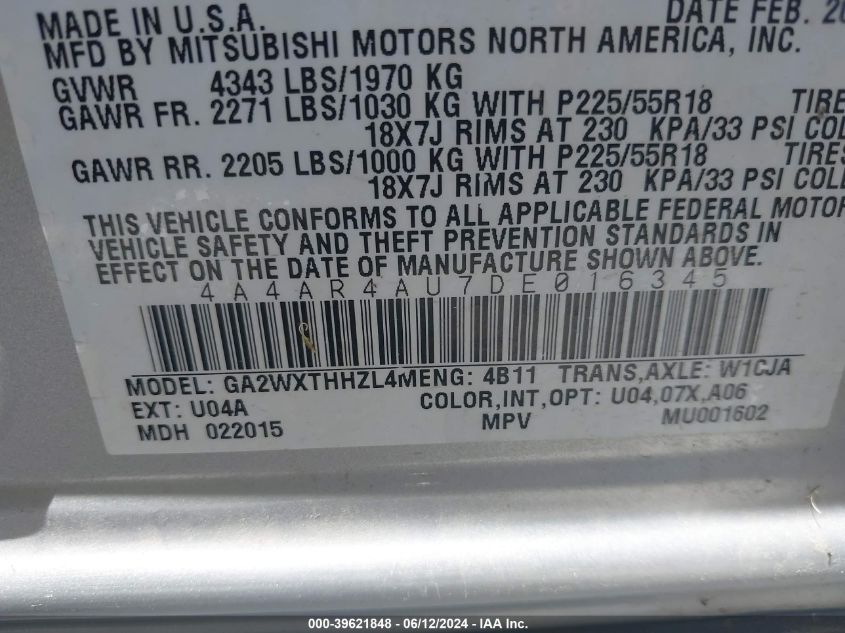 MADE IN U.S.A. DATE FEB. 20
MFD BY MITSUBISHI MOTORS NORTH AMERICA, INC.
GVWR 4343 LBS/1970 KG
GAWR FR. 2271 LBS/1030 KG WITH P225/55R18 TIRE
18X7J RIMS AT 230 KPA/33 PSI COL
GAWR RR. 2205 LBS/1000 KG WITH P225/55R18 TIRES
18X7J RIMS AT 230 KPA/33 PSI COLD
THIS VEHICLE CONFORMS TO ALL APPLICABLE FEDERAL MOTOR
VEHICLE SAFETY AND THEFT PREVENTION STANDARDS IN
EFFECT ON THE DATE OF MANUFACTURE SHOWN ABOVE.
4A4AR4AU7DE016345
MODEL: GA2WXTHHZL4MENG: 4B11 TRANS,AXLE: W1CJA
EXT: U04A COLOR,INT,OPT: U04,07X,A06
MDH 022015 MPV MU001602
000-39621848 - 06/12/2024 - IAA Inc.